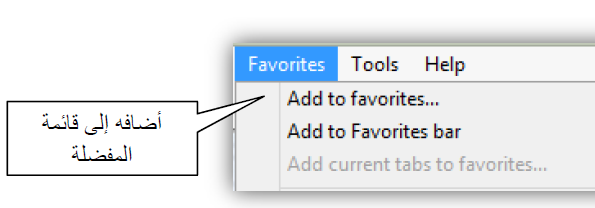 Favorites Tools Help
Add to favorites...
Add to Favorites bar
Add current tabs to favorites...
أضافه إلى قائمة
المفضلة